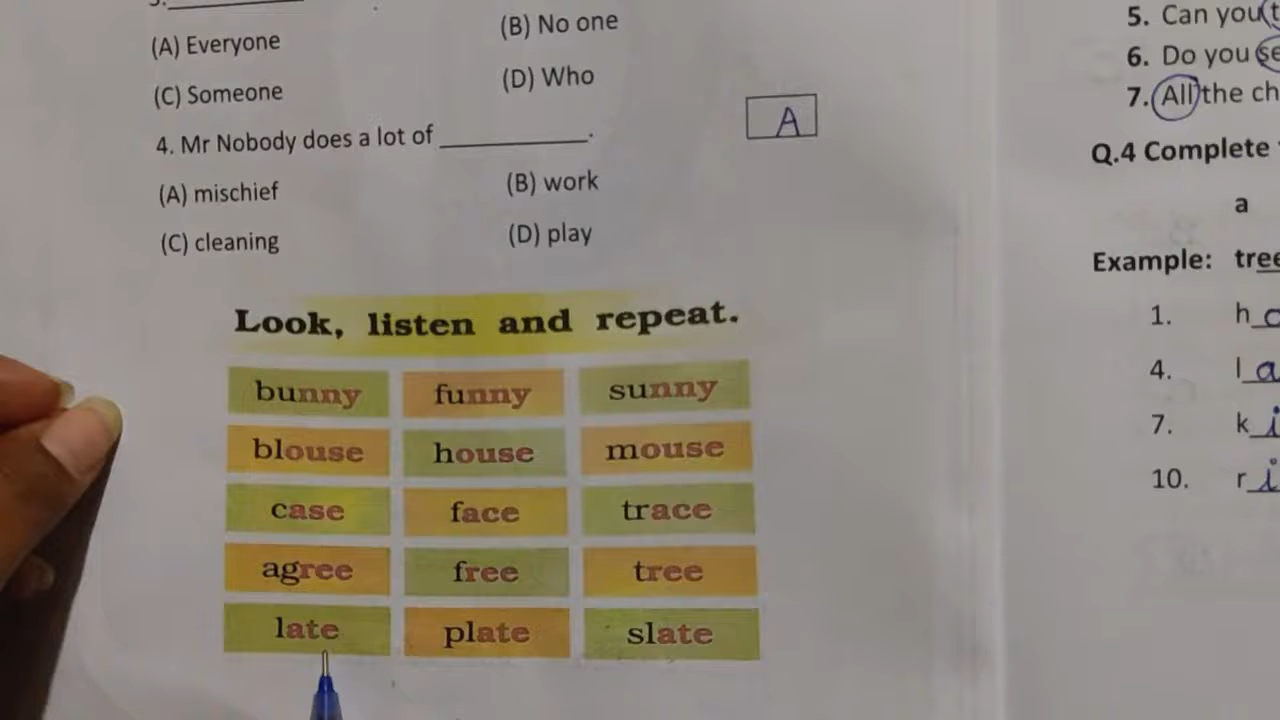 3.
(A) Everyone (B) No one
(C) Someone (D) Who
4. Mr Nobody does a lot of ____________. A
(A) mischief (B) work
(C) cleaning (D) play
Look, listen and repeat.
bunny funny sunny
blouse house mouse
case face trace
agree free tree
late plate slate
5. Can you
6. Do you
7. All the
Q.4 Complete
a
Example: tree
1. h
4. la
7. ki
10. ri